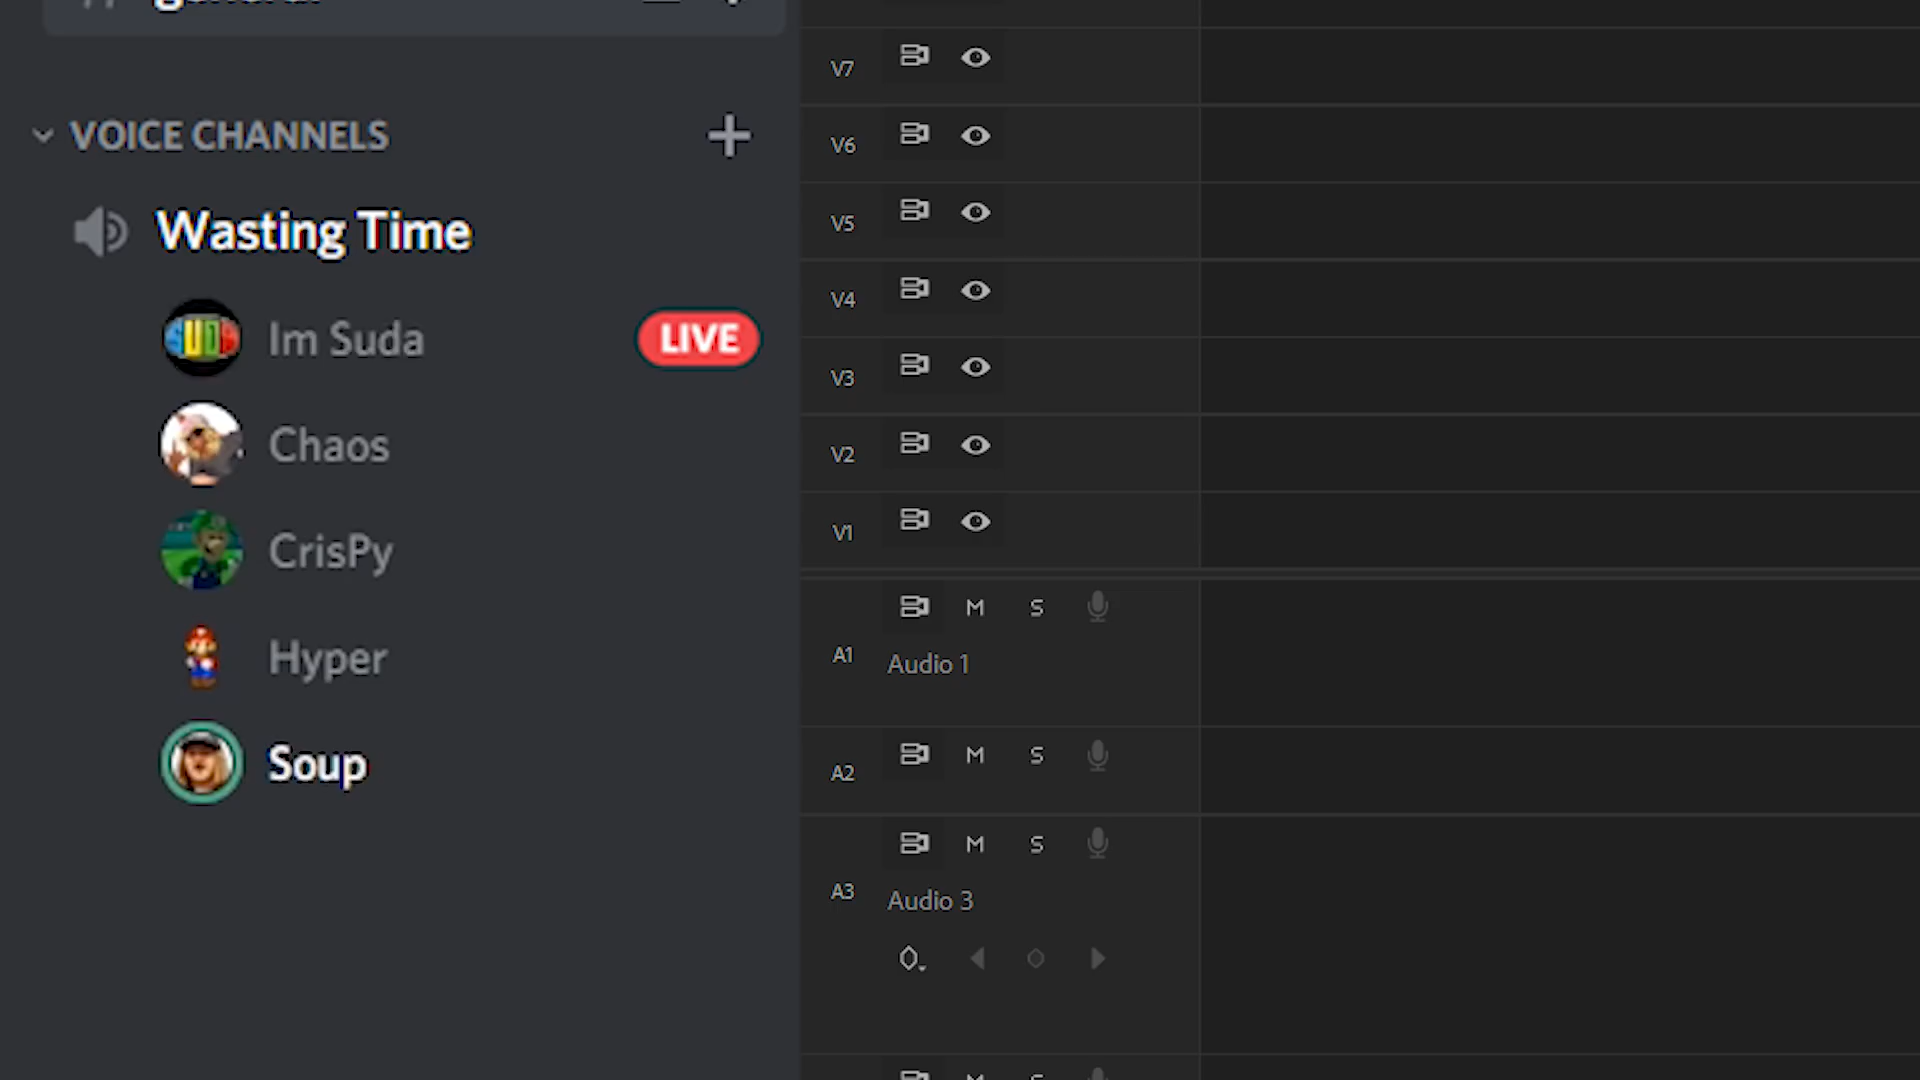 general
VOICE CHANNELS
Wasting Time
Im Suda
LIVE
Chaos
CrisPy
Hyper
Soup
V7
V6
V5
V4
V3
V2
V1
M S
A1
Audio 1
M S
A2
M S
A3
Audio 3
M S